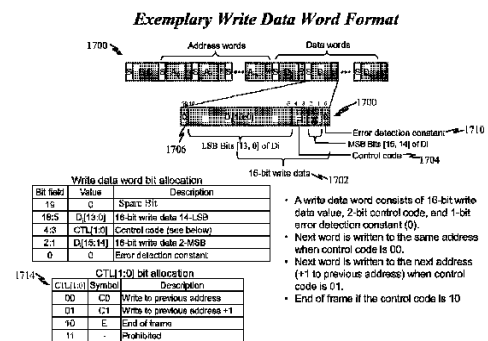 Exemplary Write Data Word Format
1700
Address words
Data words
1700
1710
Error detection constant
1706
LSB Bits [13, 0] of Di
MSB Bits [15, 14] of Di
Control code
1704
16-bit write data
1702
Write data word bit allocation
Bit field Value Description
19 0 Spare Bit
18:5 Di[13:0] 16-bit write data 14-LSB
4:3 CTL[1:0] Control code (see below)
2:1 Di[15:14] 16-bit write data 2-MSB
0 0 Error detection constant
1714
CTL[1:0] bit allocation
CTL[1:0] Symbol Description
00 C0 Write to previous address
01 C1 Write to previous address +1
10 E End of frame
11 - Prohibited
• A write data word consists of 16-bit write
data value, 2-bit control code, and 1-bit
error detection constant (0).
• Next word is written to the same address
when control code is 00.
• Next word is written to the next address
(+1 to previous address) when control
code is 01.
• End of frame if the control code is 10